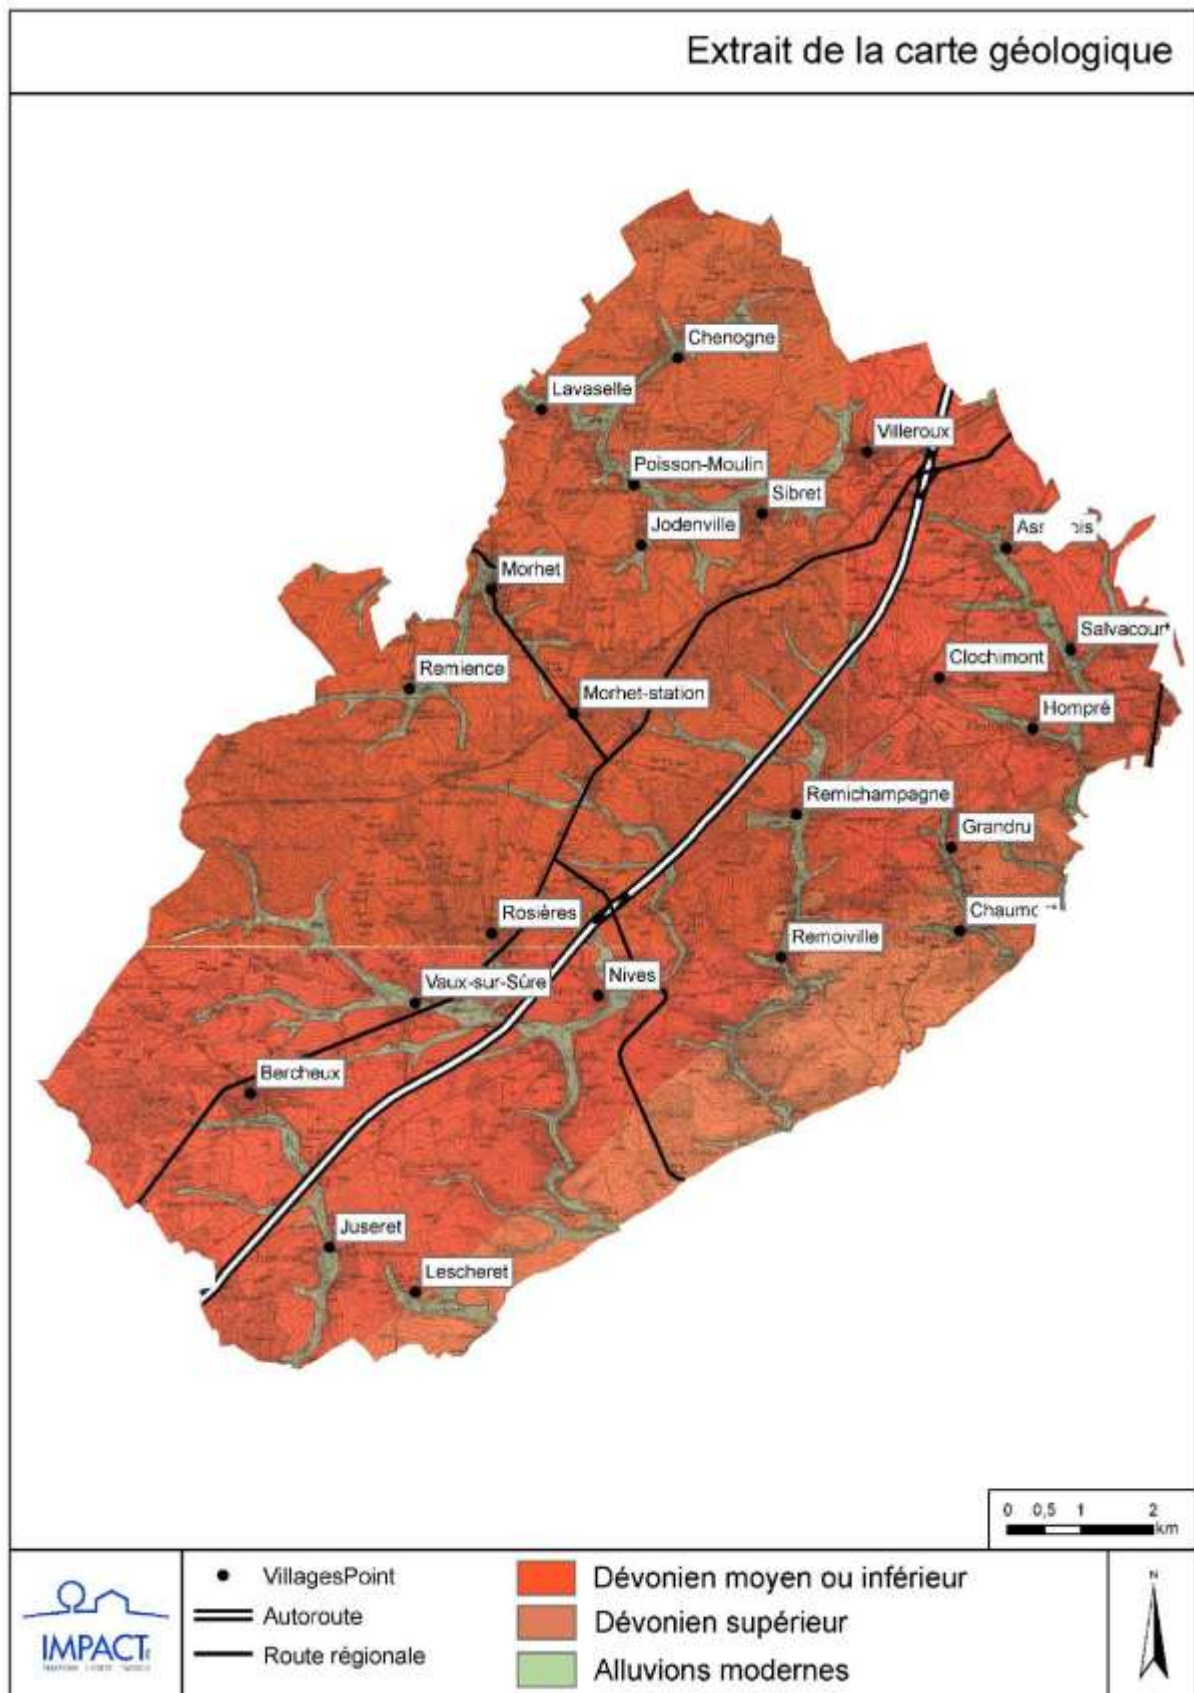 Extrait de la carte géologique
Chenogne
Lavaselle
Villeroux
Poisson-Moulin
Sibret
Jodenville
Morhet
Salvacourt
Remience
Clochimont
Morhet-station
Hompré
Remichampagne
Grandru
Rosières
Remoiville
Vaux-sur-Sûre
Nives
Bercheux
Juseret
Lescheret
0 0,5 1 2
km
VillagesPoint
Autoroute
Route régionale
Dévonien moyen ou inférieur
Dévonien supérieur
Alluvions modernes
N
IMPACT